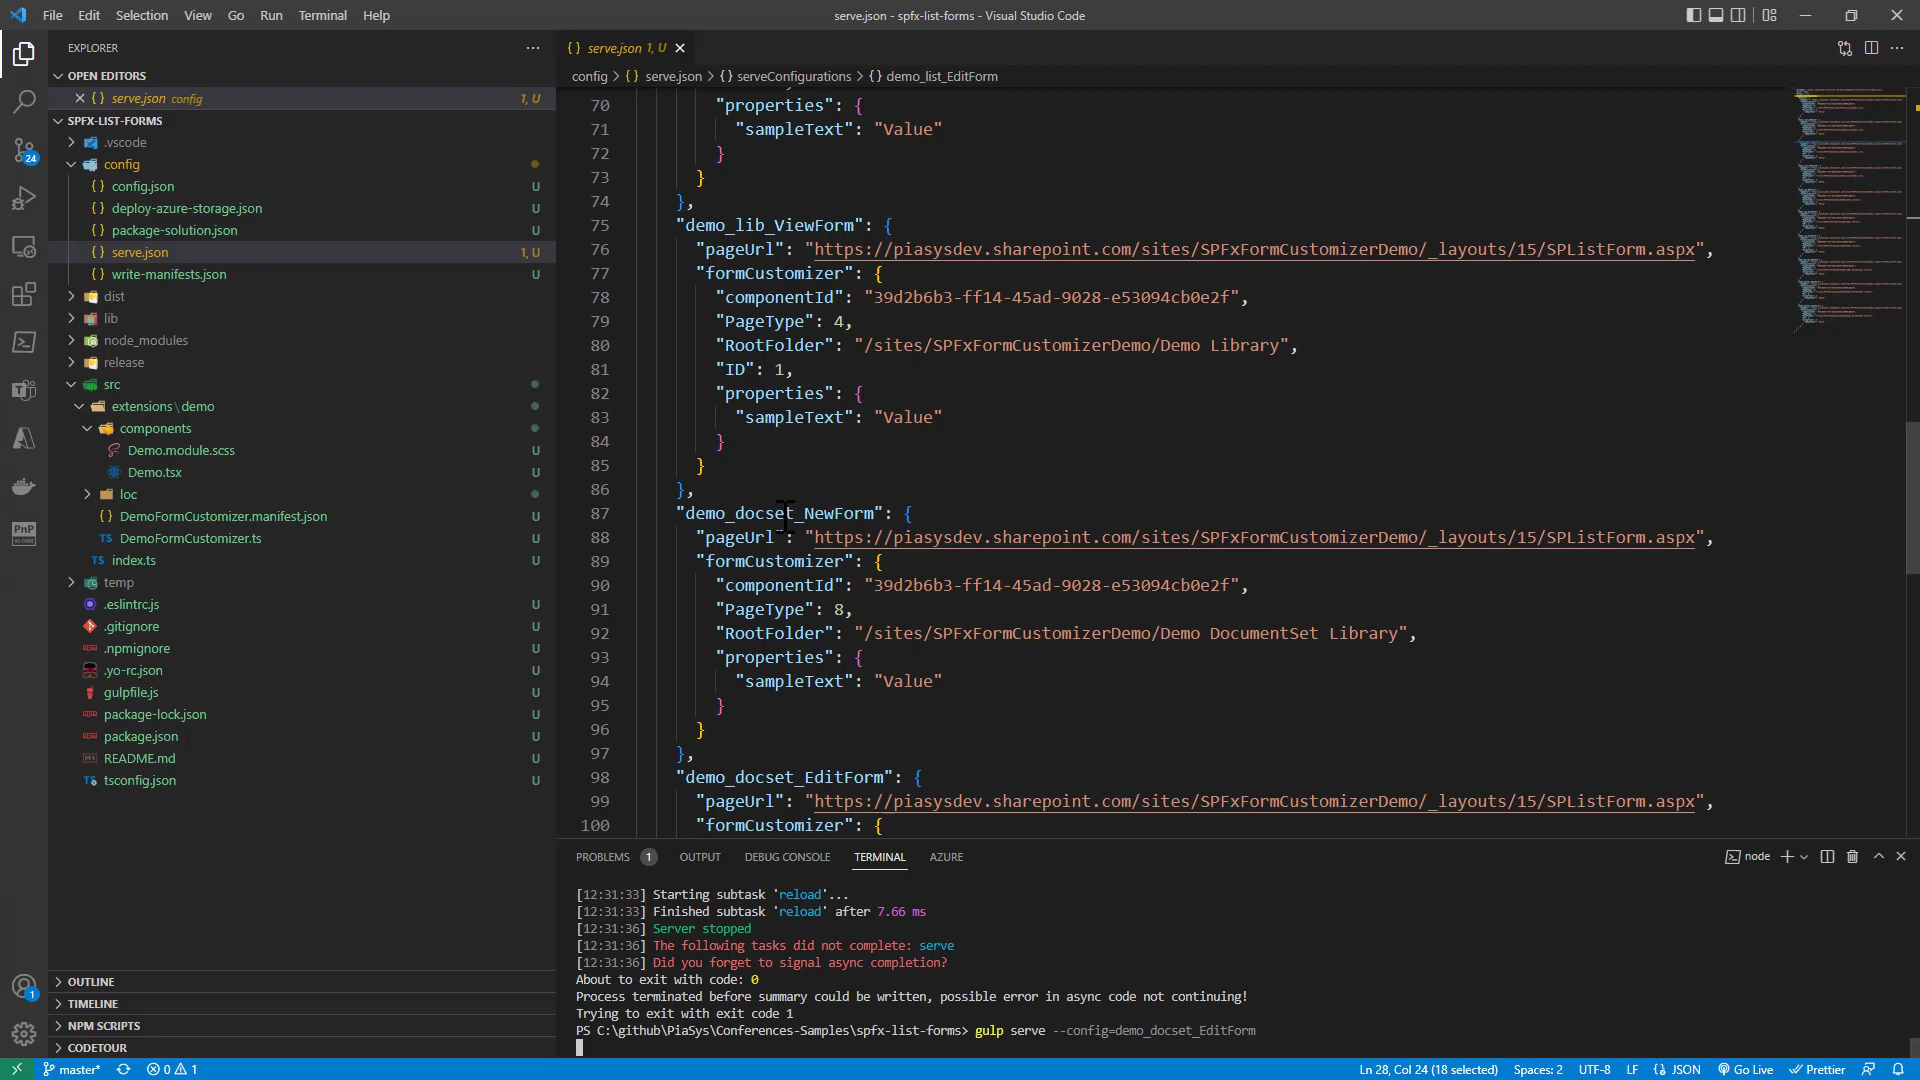 File Edit Selection View Go Run Terminal Help
serve.json - spfx-list-forms - Visual Studio Code
EXPLORER
OPEN EDITORS
{ } serve.json config 1, U
SPFX-LIST-FORMS
.vscode
config
{ } config.json U
{ } deploy-azure-storage.json U
{ } package-solution.json U
{ } serve.json 1, U
{ } write-manifests.json U
dist
lib
node_modules
release
src
extensions\demo
components
Demo.module.scss U
Demo.tsx U
loc
{ } DemoFormCustomizer.manifest.json U
TS DemoFormCustomizer.ts U
TS index.ts U
temp
.eslintrc.js U
.gitignore U
.npmignore U
.yo-rc.json U
gulpfile.js U
package-lock.json U
package.json U
README.md U
tsconfig.json U
OUTLINE
TIMELINE
NPM SCRIPTS
CODETOUR
24
PnP
1
{ } serve.json 1, U
config > { } serve.json > { } serveConfigurations > { } demo_list_EditForm
70 "properties": {
71 "sampleText": "Value"
72 }
73 }
74 },
75 "demo_lib_ViewForm": {
76 "pageUrl": "https://piasysdev.sharepoint.com/sites/SPFxFormCustomizerDemo/_layouts/15/SPListForm.aspx",
77 "formCustomizer": {
78 "componentId": "39d2b6b3-ff14-45ad-9028-e53094cb0e2f",
79 "PageType": 4,
80 "RootFolder": "/sites/SPFxFormCustomizerDemo/Demo Library",
81 "ID": 1,
82 "properties": {
83 "sampleText": "Value"
84 }
85 }
86 },
87 "demo_docset_NewForm": {
88 "pageUrl": "https://piasysdev.sharepoint.com/sites/SPFxFormCustomizerDemo/_layouts/15/SPListForm.aspx",
89 "formCustomizer": {
90 "componentId": "39d2b6b3-ff14-45ad-9028-e53094cb0e2f",
91 "PageType": 8,
92 "RootFolder": "/sites/SPFxFormCustomizerDemo/Demo DocumentSet Library",
93 "properties": {
94 "sampleText": "Value"
95 }
96 }
97 },
98 "demo_docset_EditForm": {
99 "pageUrl": "https://piasysdev.sharepoint.com/sites/SPFxFormCustomizerDemo/_layouts/15/SPListForm.aspx",
100 "formCustomizer": {
PROBLEMS 1 OUTPUT DEBUG CONSOLE TERMINAL AZURE
node
[12:31:33] Starting subtask 'reload'...
[12:31:33] Finished subtask 'reload' after 7.66 ms
[12:31:36] Server stopped
[12:31:36] The following tasks did not complete: serve
[12:31:36] Did you forget to signal async completion?
About to exit with code: 0
Process terminated before summary could be written, possible error in async code not continuing!
Trying to exit with exit code 1
PS C:\github\PiaSys\Conferences-Samples\spfx-list-forms> gulp serve --config=demo_docset_EditForm
master* 0 1 Ln 28, Col 24 (18 selected) Spaces: 2 UTF-8 LF { } JSON Go Live Prettier